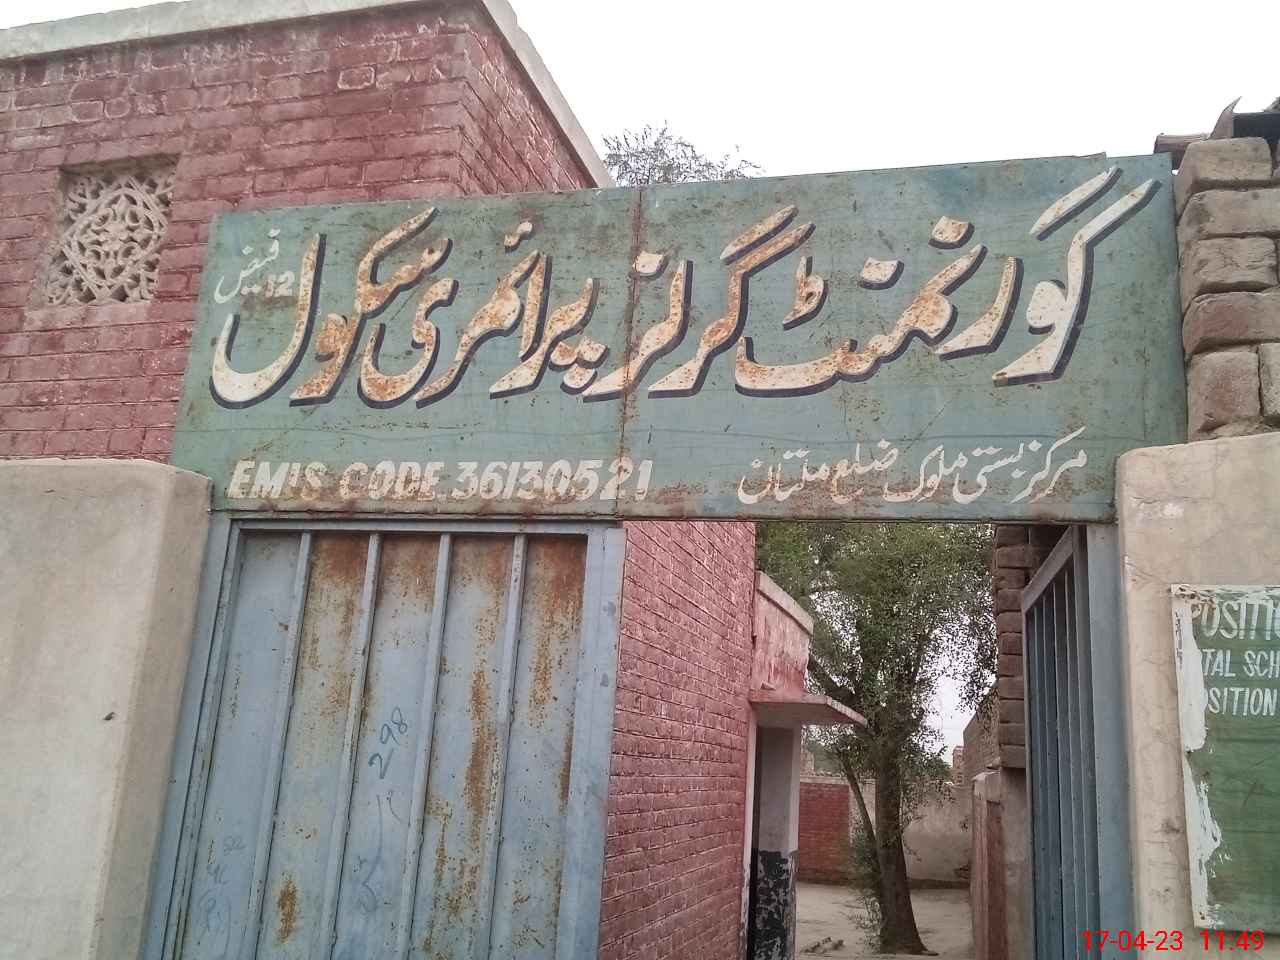 گورنمنٹ گرلز پرائمری سکول
12 فیض
مرکز بستی ملوک ضلع ملتان
EMIS CODE 36130521
298
POSITIO
TAL SCH
OSITION
17-04-23 11:49